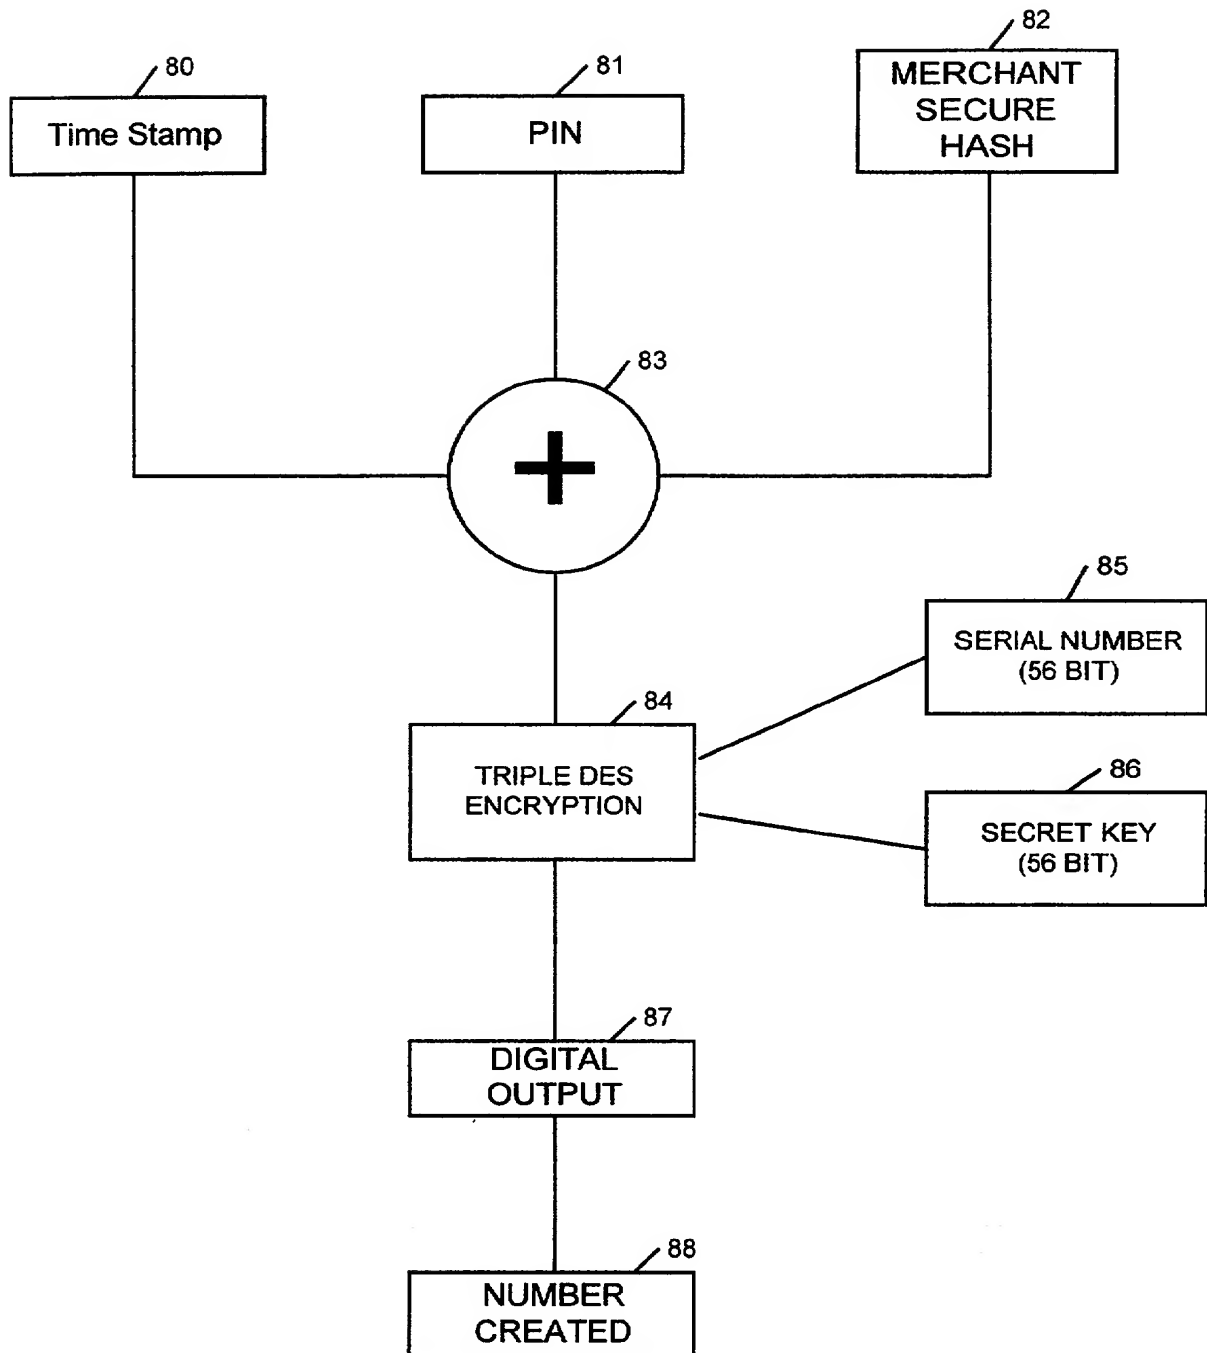 80
Time Stamp
81
PIN
82
MERCHANT
SECURE
HASH
83
+
84
TRIPLE DES
ENCRYPTION
85
SERIAL NUMBER
(56 BIT)
86
SECRET KEY
(56 BIT)
87
DIGITAL
OUTPUT
88
NUMBER
CREATED